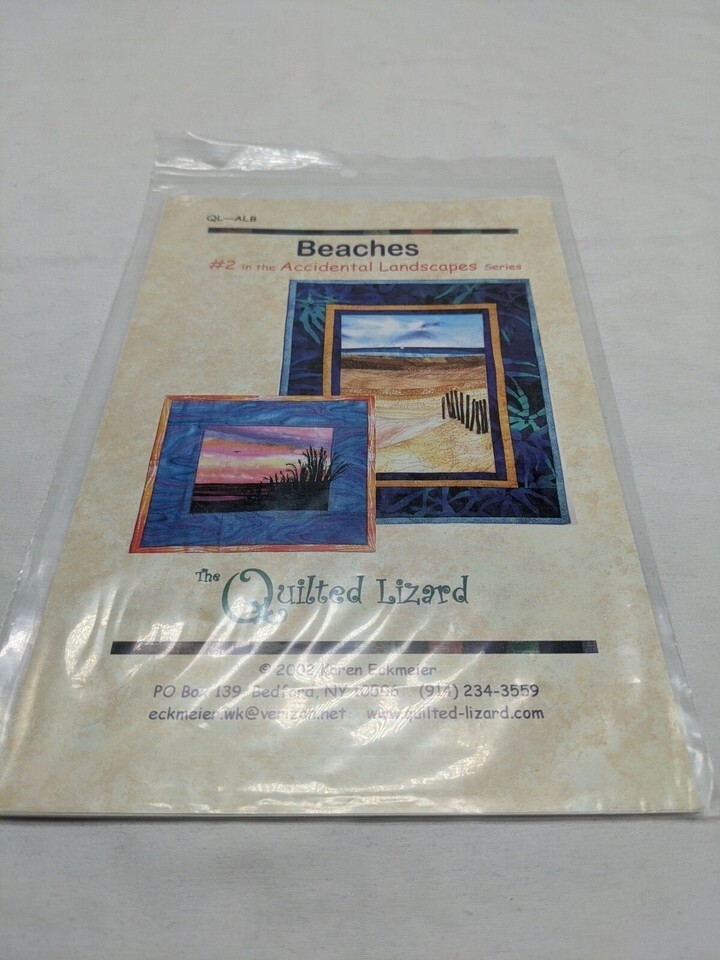 QL—ALB
Beaches
#2 in the Accidental Landscapes Series
The Quilted Lizard
© 2002 Karen Eckmeier
PO Box 139 Bedford, NY 10506 (914) 234-3559
eckmeier.wk@verizon.net www.quilted-lizard.com